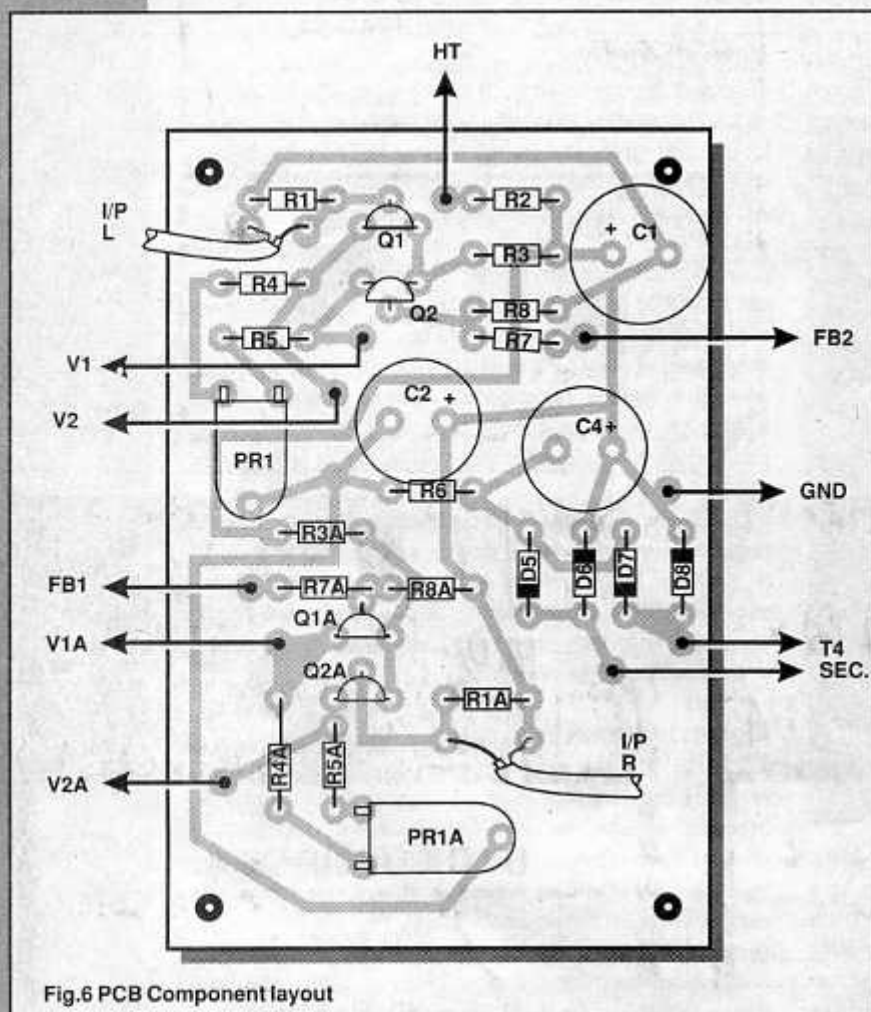 HT
I/P
L
R1
R2
C1
+
Q1
R3
R4
R8
Q2
R5
R7
FB2
V1
C2
+
V2
C4+
PR1
R6
GND
R3A
D5
D6
D7
D8
FB1
R7A
R8A
Q1A
V1A
T4
SEC.
Q2A
R1A
I/P
R
R4A
R5A
V2A
PR1A
Fig.6 PCB Component layout